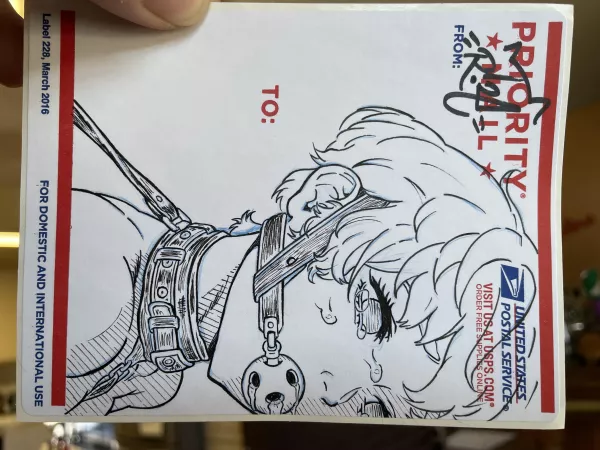 PRIORITY®
★ MAIL ★
FROM:
UNITED STATES
POSTAL SERVICE®
VISIT US AT USPS.COM®
ORDER FREE SUPPLIES ONLINE
TO:
Label 228, March 2016
FOR DOMESTIC AND INTERNATIONAL USE